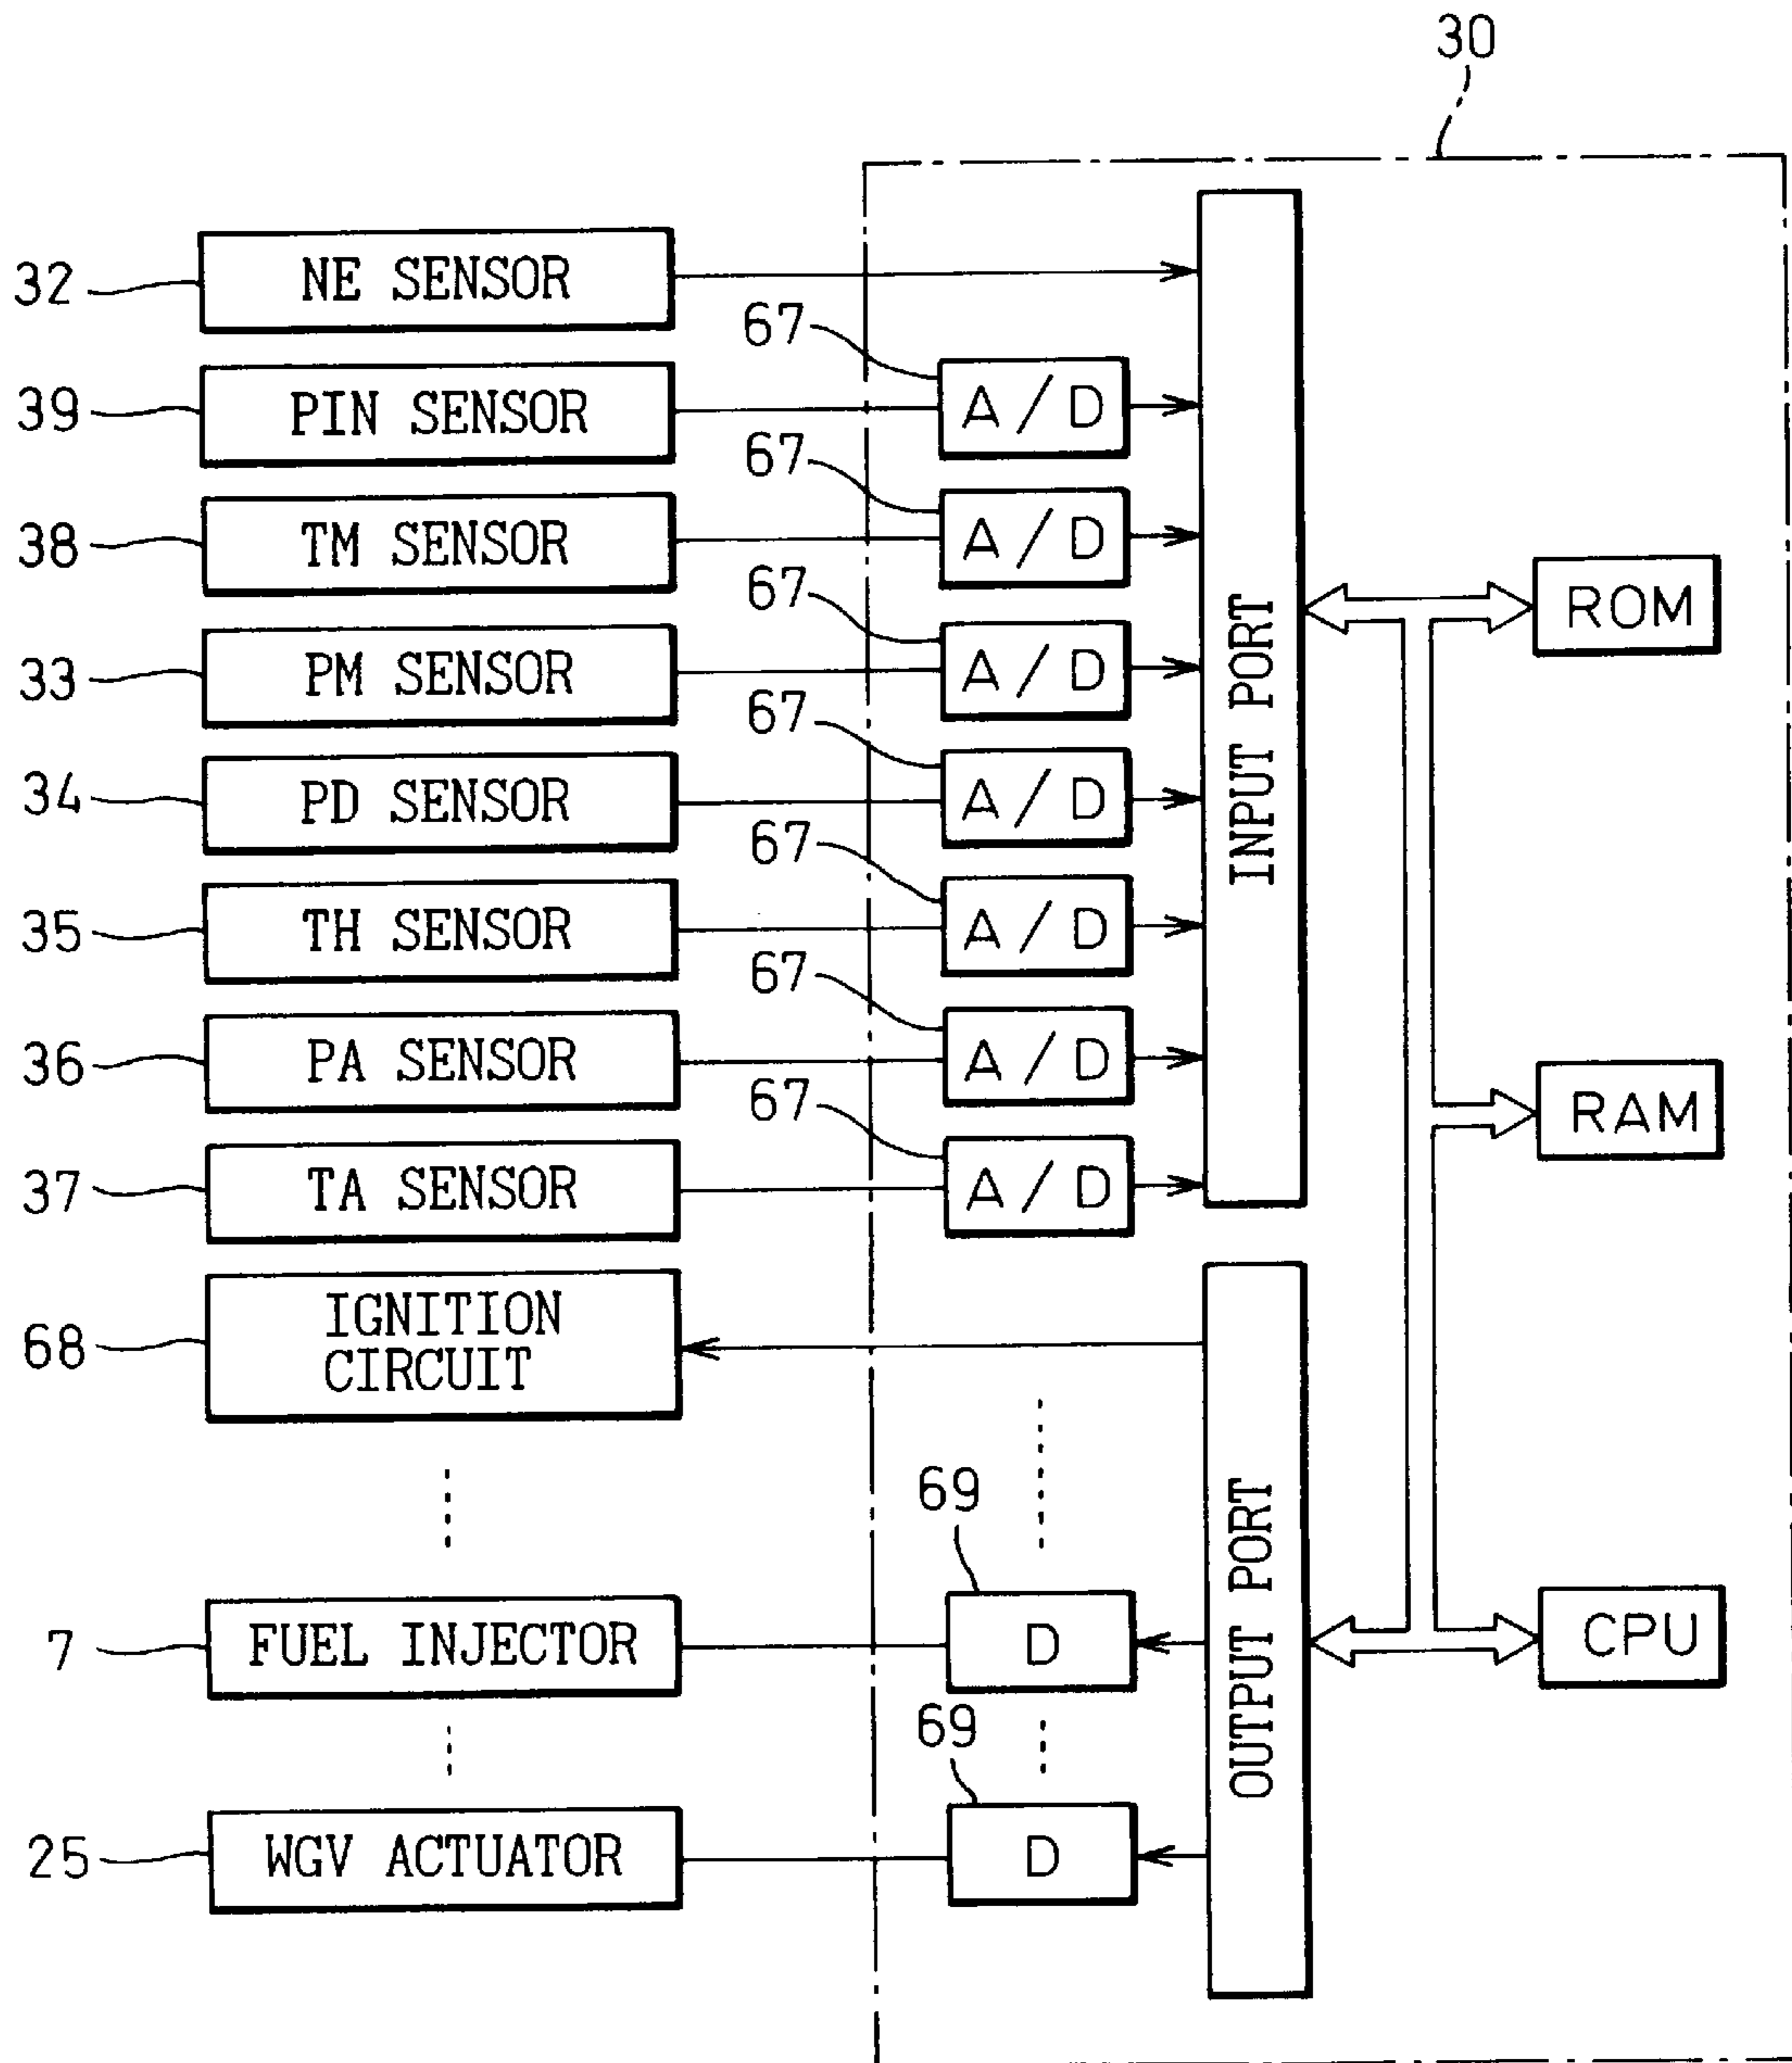 30
32
NE SENSOR
67
39
PIN SENSOR
A/D
67
38
TM SENSOR
A/D
67
33
PM SENSOR
A/D
67
34
PD SENSOR
A/D
67
35
TH SENSOR
A/D
67
36
PA SENSOR
A/D
67
37
TA SENSOR
A/D
INPUT PORT
ROM
RAM
CPU
68
IGNITION
CIRCUIT
69
7
FUEL INJECTOR
D
69
25
WGV ACTUATOR
D
OUTPUT PORT